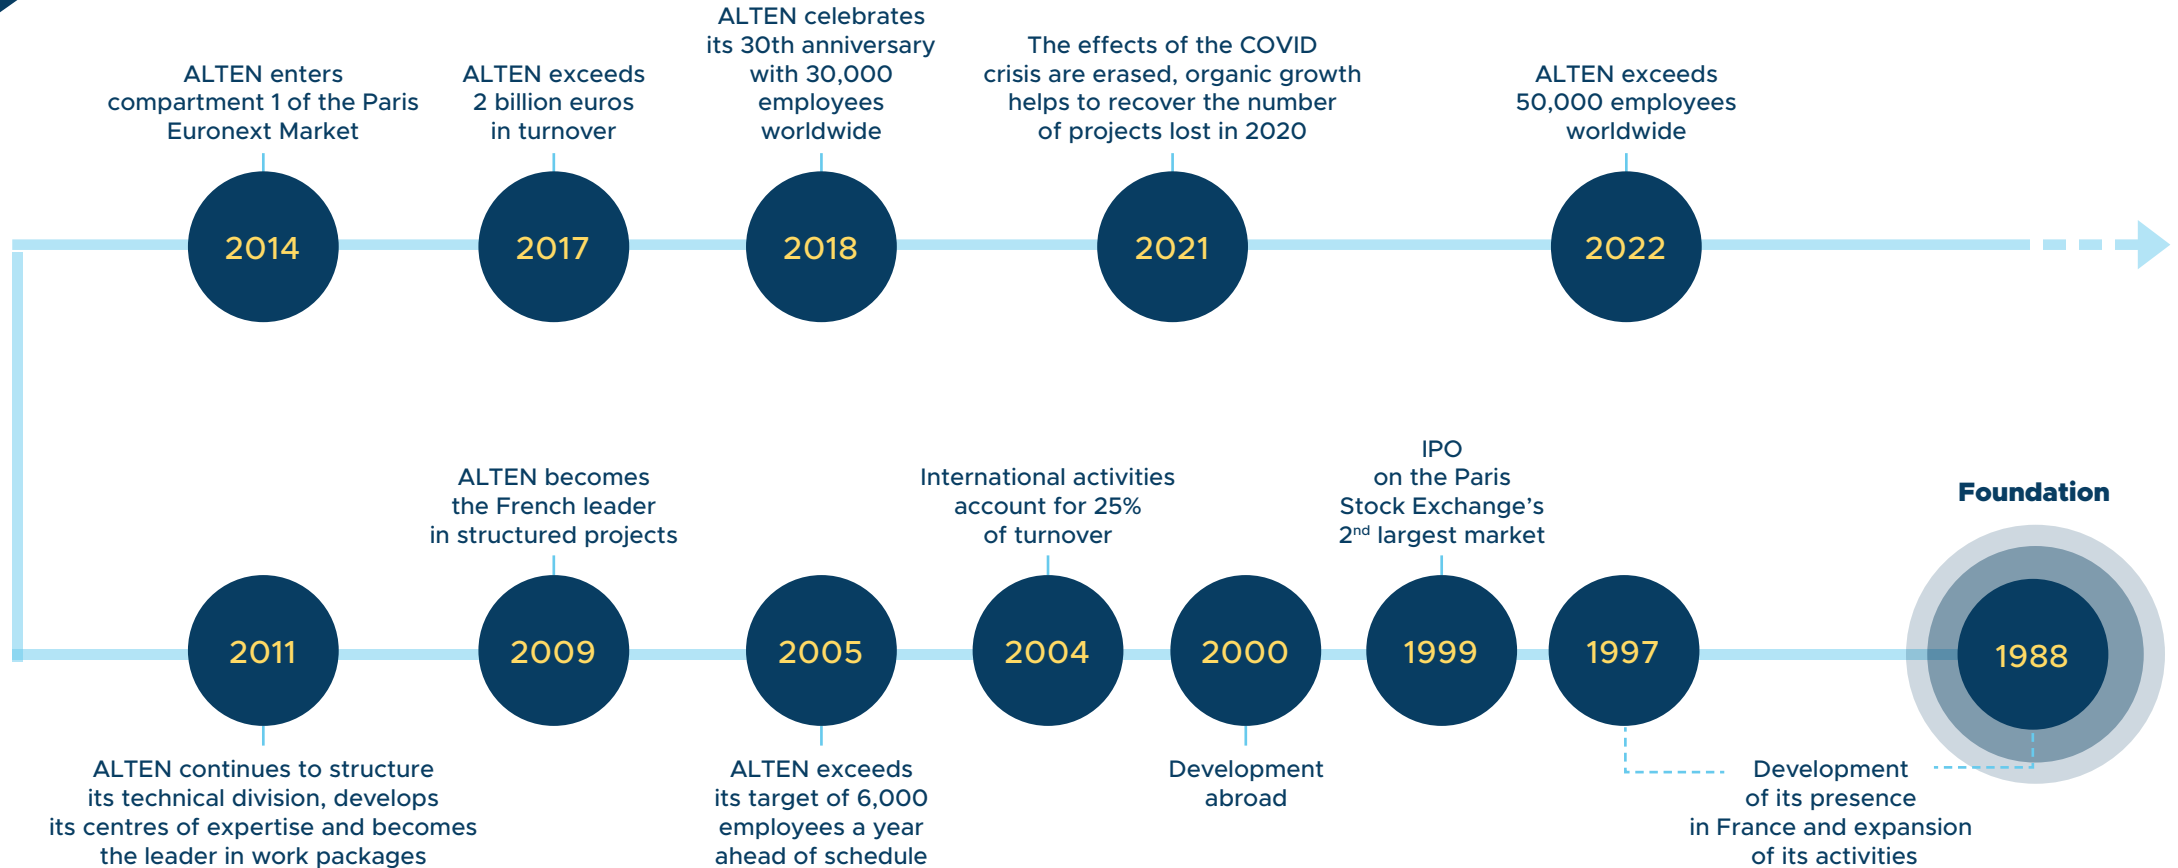 ALTEN enters
compartment 1 of the Paris
Euronext Market
2014
ALTEN exceeds
2 billion euros
in turnover
2017
ALTEN celebrates
its 30th anniversary
with 30,000
employees
worldwide
2018
The effects of the COVID
crisis are erased, organic growth
helps to recover the number
of projects lost in 2020
2021
ALTEN exceeds
50,000 employees
worldwide
2022
2011
ALTEN continues to structure
its technical division, develops
its centres of expertise and becomes
the leader in work packages
ALTEN becomes
the French leader
in structured projects
2009
2005
ALTEN exceeds
its target of 6,000
employees a year
ahead of schedule
International activities
account for 25%
of turnover
2004
2000
Development
abroad
IPO
on the Paris
Stock Exchange’s
2nd largest market
1999
1997
Foundation
1988
Development
of its presence
in France and expansion
of its activities